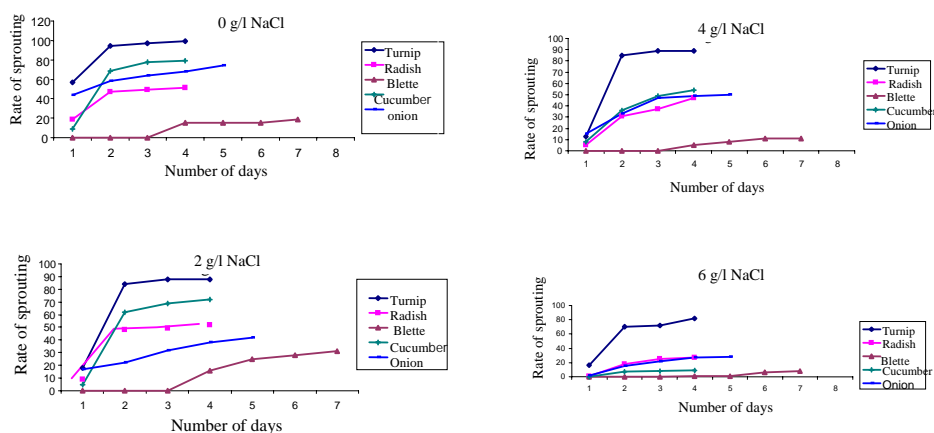 0 g/l NaCl
Rate of sprouting
120
100
80
60
40
20
0
1 2 3 4 5 6 7 8
Number of days
Turnip
Radish
Blette
Cucumber
onion
4 g/l NaCl
Rate of sprouting
100
90
80
70
60
50
40
30
20
10
0
1 2 3 4 5 6 7 8
Number of days
Turnip
Radish
Blette
Cucumber
Onion
2 g/l NaCl
Rate of sprouting
100
90
80
70
60
50
40
30
20
10
0
1 2 3 4 5 6 7
Number of days
Turnip
Radish
Blette
Cucumber
Onion
6 g/l NaCl
Rate of sprouting
100
80
60
40
20
0
1 2 3 4 5 6 7 8
Number of days
Turnip
Radish
Blette
Cucumber
Onion